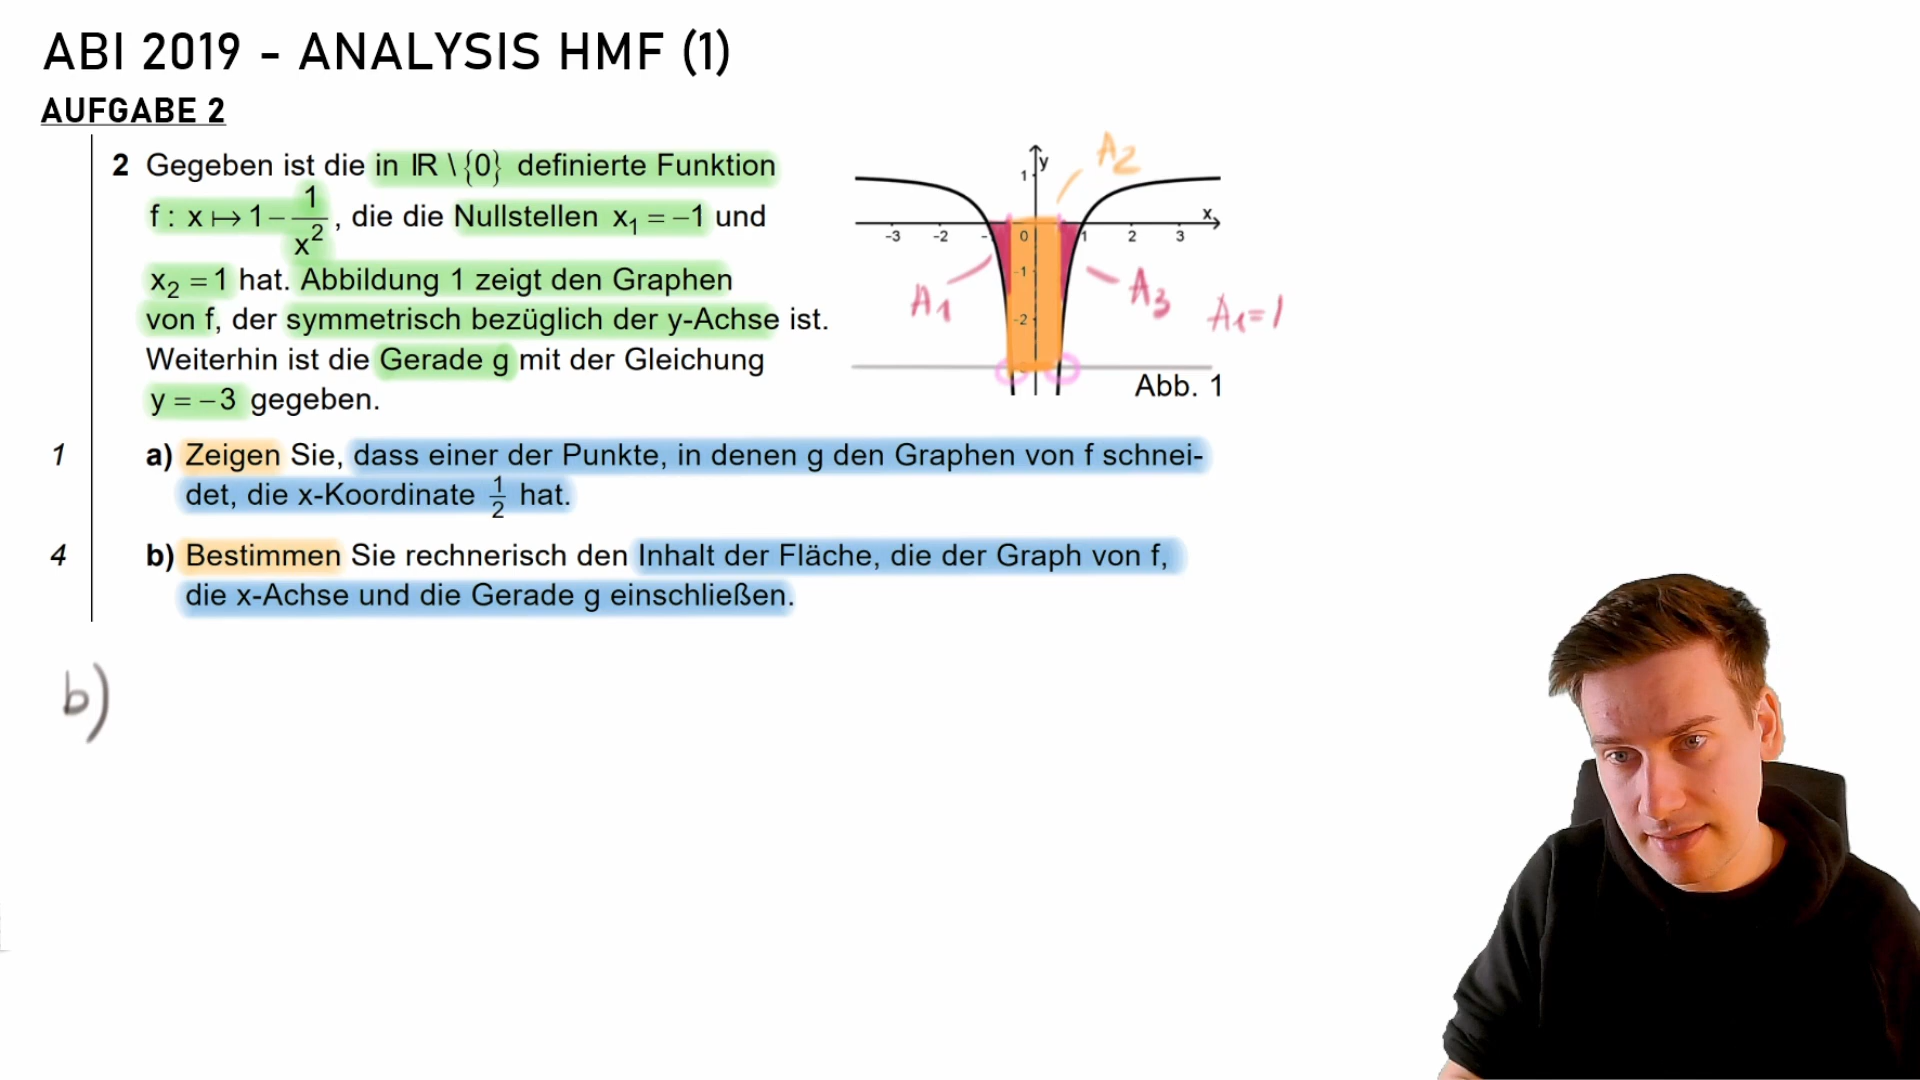 ABI 2019 - ANALYSIS HMF (1)
AUFGABE 2
2 Gegeben ist die in ℝ \ {0} definierte Funktion
f : x ↦ 1 − 1/x², die die Nullstellen x₁ = −1 und
x₂ = 1 hat. Abbildung 1 zeigt den Graphen
von f, der symmetrisch bezüglich der y-Achse ist.
Weiterhin ist die Gerade g mit der Gleichung
y = −3 gegeben.
A2
y
1
x
-3 -2 - 0 1 2 3
-1
-2
A1
A3
A1=
Abb. 1
1 a) Zeigen Sie, dass einer der Punkte, in denen g den Graphen von f schnei-
det, die x-Koordinate 1/2 hat.
4 b) Bestimmen Sie rechnerisch den Inhalt der Fläche, die der Graph von f,
die x-Achse und die Gerade g einschließen.
b)